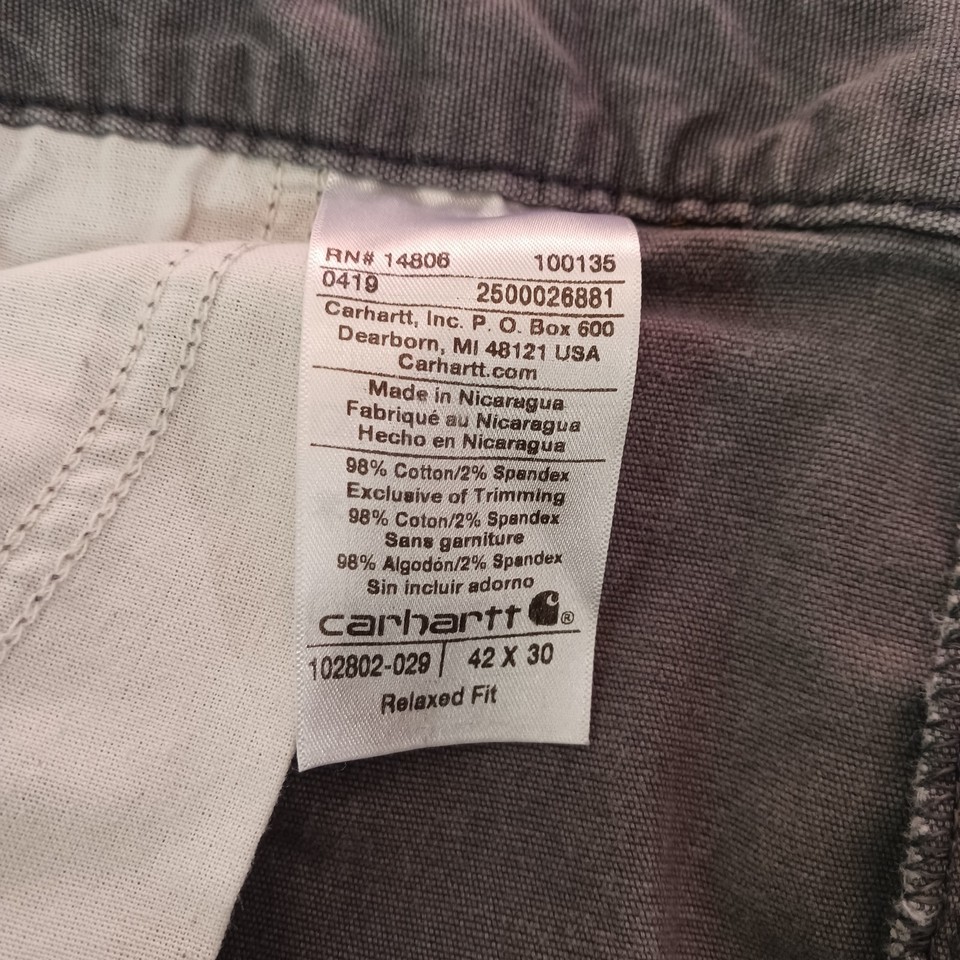 RN# 14806 100135
0419 2500026881
Carhartt, Inc. P. O. Box 600
Dearborn, MI 48121 USA
Carhartt.com
Made in Nicaragua
Fabriqué au Nicaragua
Hecho en Nicaragua
98% Cotton/2% Spandex
Exclusive of Trimming
98% Coton/2% Spandex
Sans garniture
98% Algodón/2% Spandex
Sin incluir adorno
carhartt ®
102802-029 | 42 X 30
Relaxed Fit